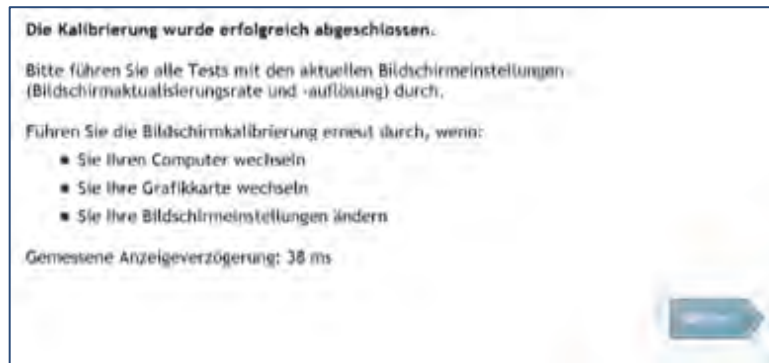 Die Kalibrierung wurde erfolgreich abgeschlossen.
Bitte führen Sie alle Tests mit den aktuellen Bildschirmeinstellungen
(Bildschirmaktualisierungsrate und -auflösung) durch.
Führen Sie die Bildschirmkalibrierung erneut durch, wenn:
• Sie Ihren Computer wechseln
• Sie Ihre Grafikkarte wechseln
• Sie Ihre Bildschirmeinstellungen ändern
Gemessene Anzeigeverzögerung: 38 ms